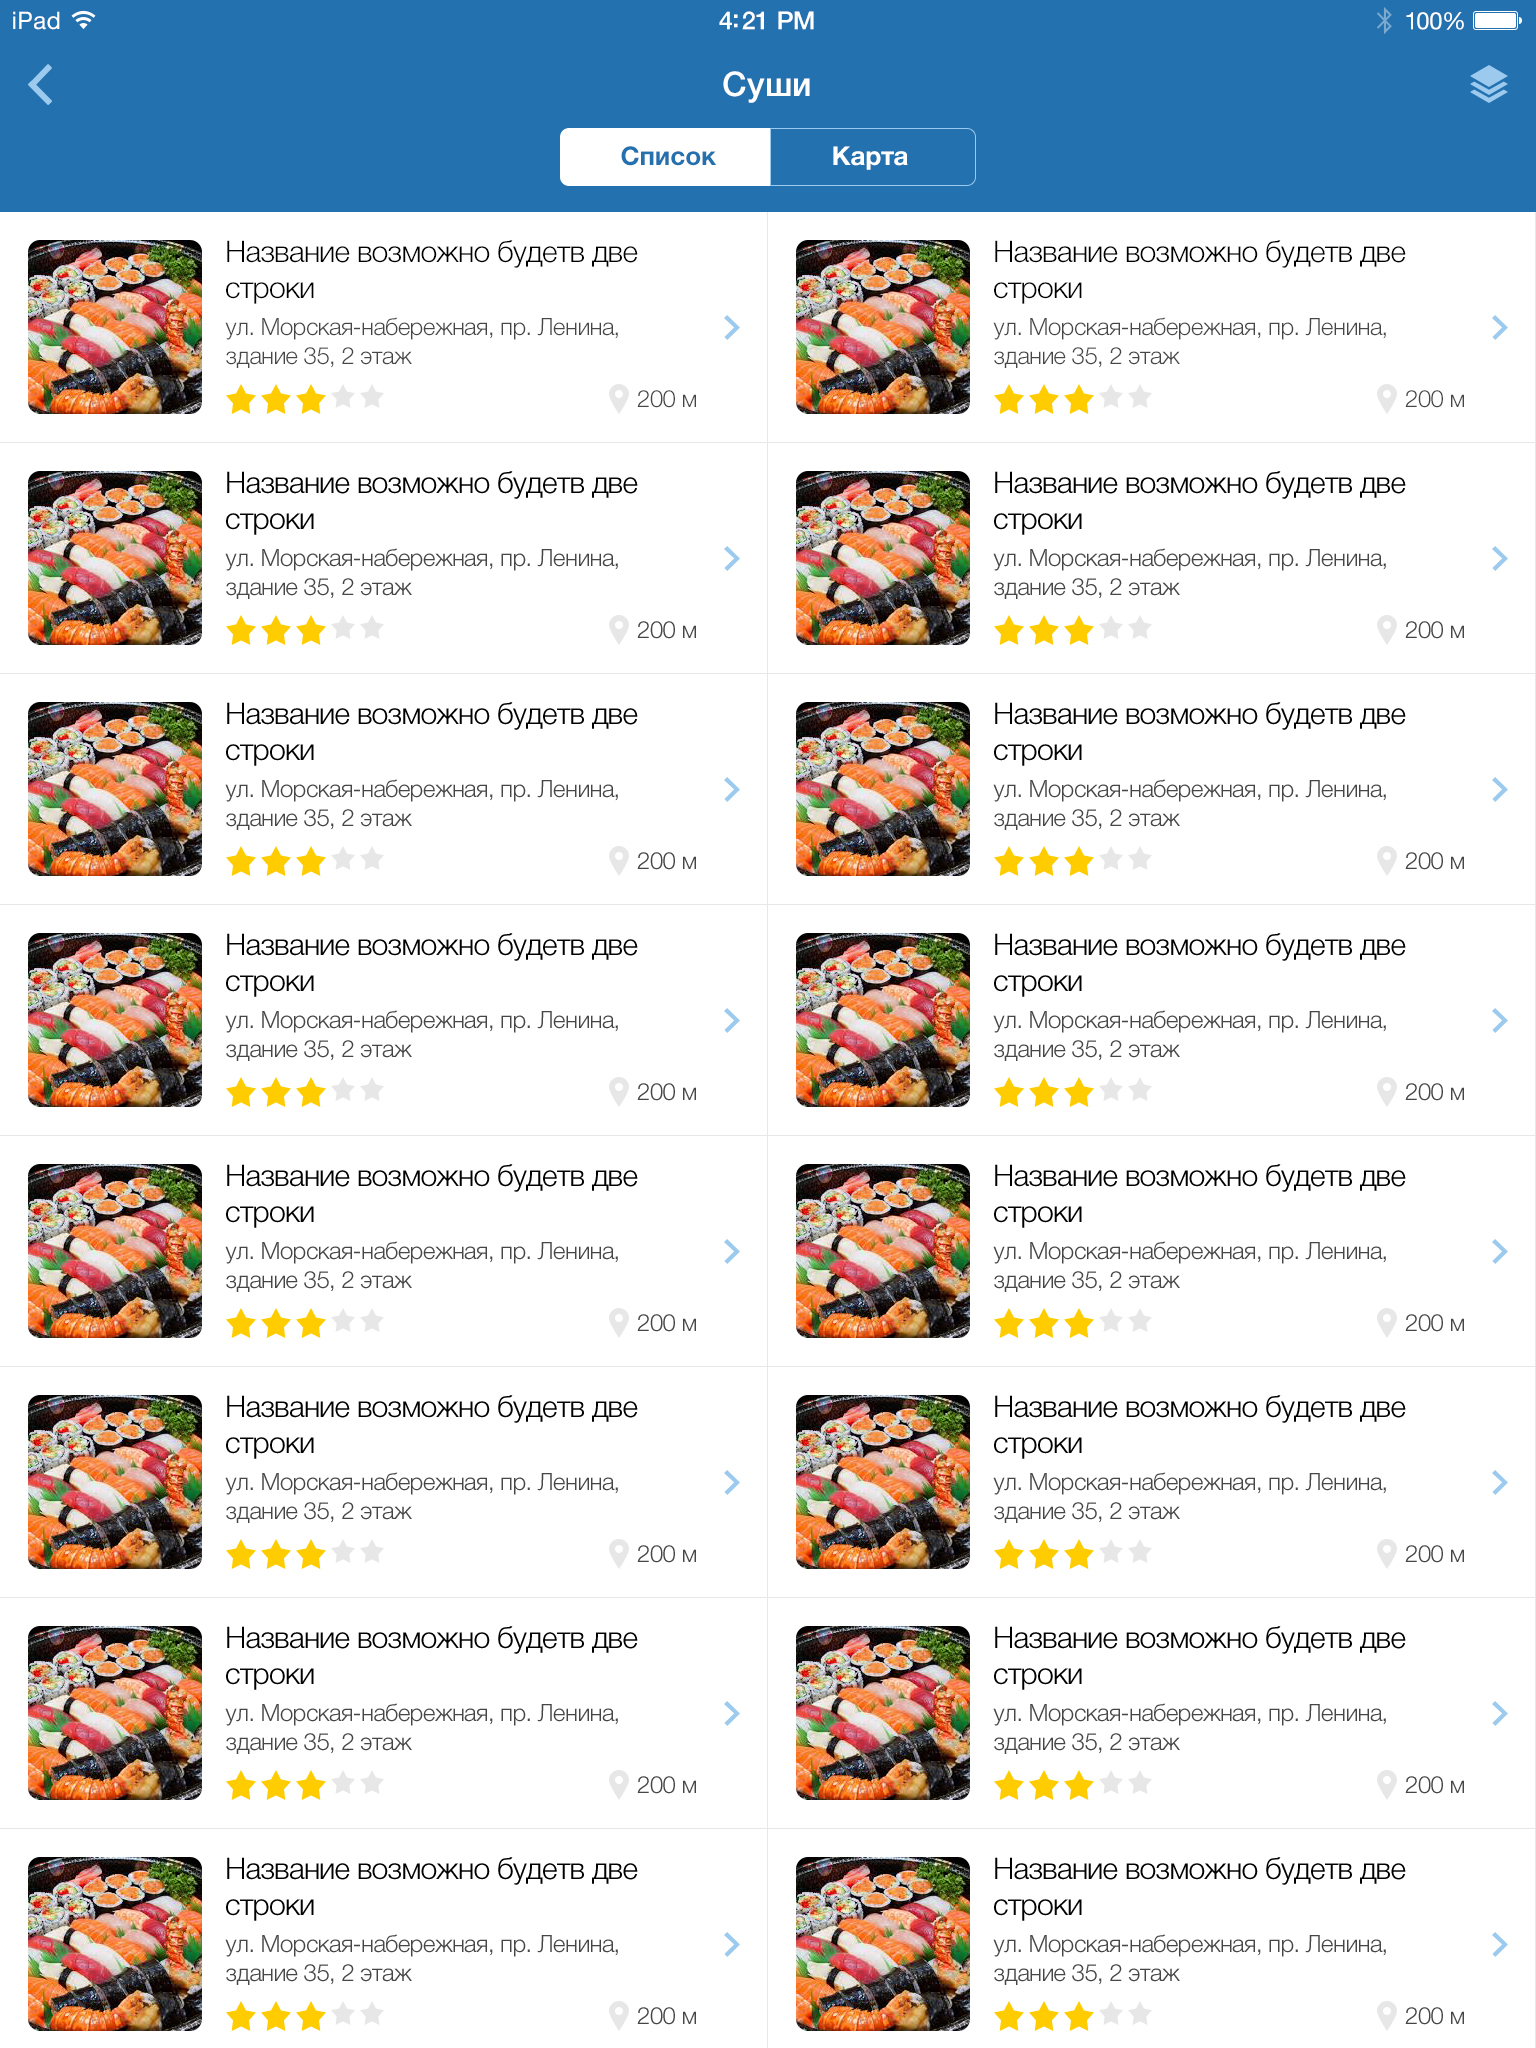 iPad 4:21 PM 100%
Суши
Список Карта
Название возможно будетв две
строки
ул. Морская-набережная, пр. Ленина,
здание 35, 2 этаж
200 м
Название возможно будетв две
строки
ул. Морская-набережная, пр. Ленина,
здание 35, 2 этаж
200 м
Название возможно будетв две
строки
ул. Морская-набережная, пр. Ленина,
здание 35, 2 этаж
200 м
Название возможно будетв две
строки
ул. Морская-набережная, пр. Ленина,
здание 35, 2 этаж
200 м
Название возможно будетв две
строки
ул. Морская-набережная, пр. Ленина,
здание 35, 2 этаж
200 м
Название возможно будетв две
строки
ул. Морская-набережная, пр. Ленина,
здание 35, 2 этаж
200 м
Название возможно будетв две
строки
ул. Морская-набережная, пр. Ленина,
здание 35, 2 этаж
200 м
Название возможно будетв две
строки
ул. Морская-набережная, пр. Ленина,
здание 35, 2 этаж
200 м
Название возможно будетв две
строки
ул. Морская-набережная, пр. Ленина,
здание 35, 2 этаж
200 м
Название возможно будетв две
строки
ул. Морская-набережная, пр. Ленина,
здание 35, 2 этаж
200 м
Название возможно будетв две
строки
ул. Морская-набережная, пр. Ленина,
здание 35, 2 этаж
200 м
Название возможно будетв две
строки
ул. Морская-набережная, пр. Ленина,
здание 35, 2 этаж
200 м
Название возможно будетв две
строки
ул. Морская-набережная, пр. Ленина,
здание 35, 2 этаж
200 м
Название возможно будетв две
строки
ул. Морская-набережная, пр. Ленина,
здание 35, 2 этаж
200 м
Название возможно будетв две
строки
ул. Морская-набережная, пр. Ленина,
здание 35, 2 этаж
200 м
Название возможно будетв две
строки
ул. Морская-набережная, пр. Ленина,
здание 35, 2 этаж
200 м